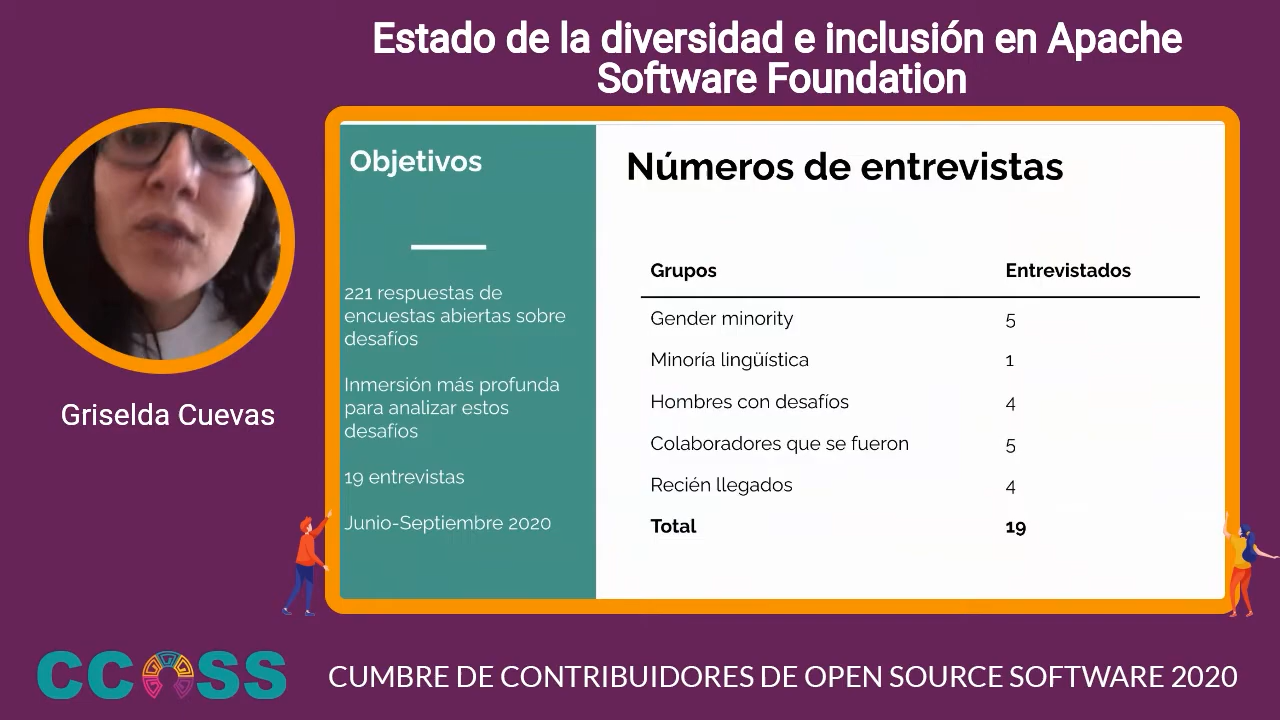 Estado de la diversidad e inclusión en Apache
Software Foundation
Objetivos
221 respuestas de
encuestas abiertas sobre
desafíos
Inmersión más profunda
para analizar estos
desafíos
19 entrevistas
Junio-Septiembre 2020
Números de entrevistas
Grupos Entrevistados
Gender minority 5
Minoría lingüística 1
Hombres con desafíos 4
Colaboradores que se fueron 5
Recién llegados 4
Total 19
Griselda Cuevas
CCOSS
CUMBRE DE CONTRIBUIDORES DE OPEN SOURCE SOFTWARE 2020